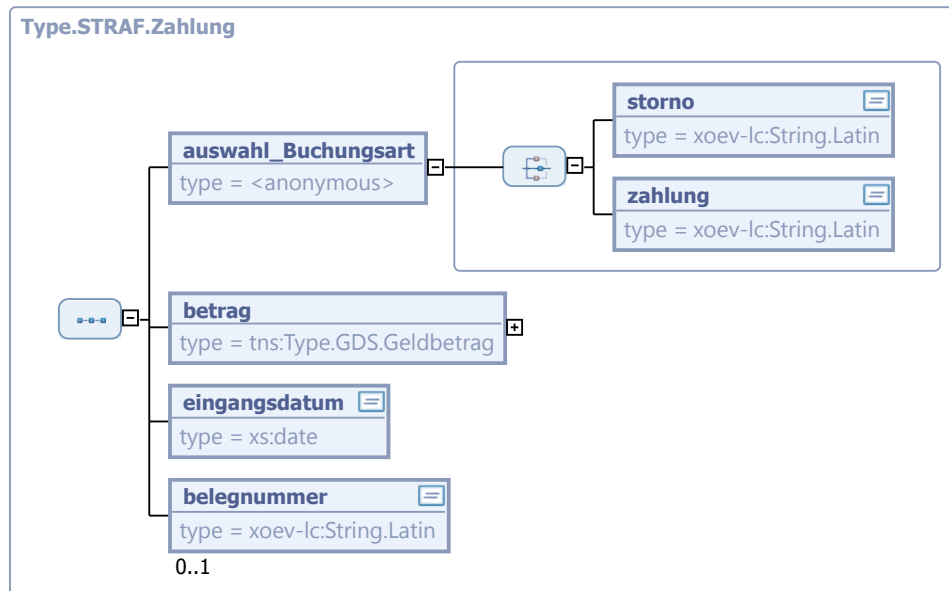 Type.STRAF.Zahlung
storno
type = xoev-lc:String.Latin
auswahl_Buchungsart
type = <anonymous>
zahlung
type = xoev-lc:String.Latin
betrag
type = tns:Type.GDS.Geldbetrag
eingangsdatum
type = xs:date
belegnummer
type = xoev-lc:String.Latin
0..1